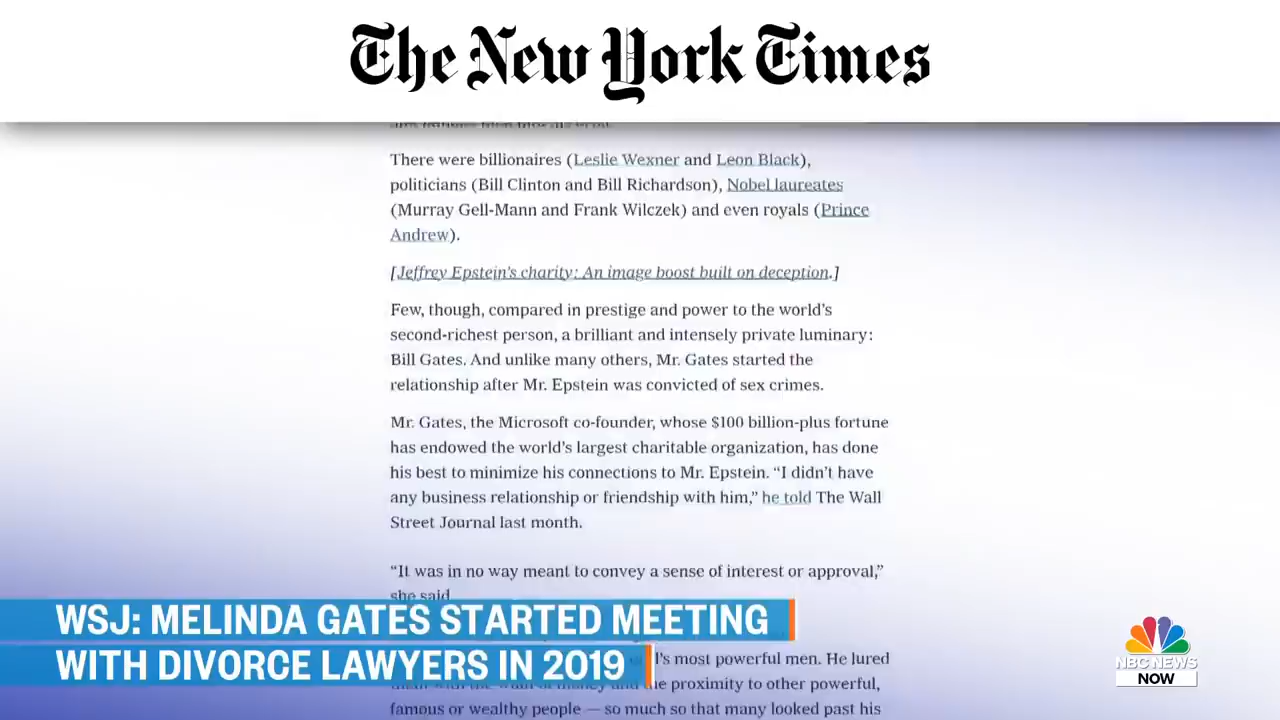 The New York Times
There were billionaires (Leslie Wexner and Leon Black),
politicians (Bill Clinton and Bill Richardson), Nobel laureates
(Murray Gell-Mann and Frank Wilczek) and even royals (Prince
Andrew).
[Jeffrey Epstein's charity: An image boost built on deception.]
Few, though, compared in prestige and power to the world's
second-richest person, a brilliant and intensely private luminary:
Bill Gates. And unlike many others, Mr. Gates started the
relationship after Mr. Epstein was convicted of sex crimes.
Mr. Gates, the Microsoft co-founder, whose $100 billion-plus fortune
has endowed the world's largest charitable organization, has done
his best to minimize his connections to Mr. Epstein. “I didn't have
any business relationship or friendship with him,” he told The Wall
Street Journal last month.
“It was in no way meant to convey a sense of interest or approval,”
she said
WSJ: MELINDA GATES STARTED MEETING
WITH DIVORCE LAWYERS IN 2019
l's most powerful men. He lured
proximity to other powerful,
famous or wealthy people — so much so that many looked past his
NBC NEWS
NOW